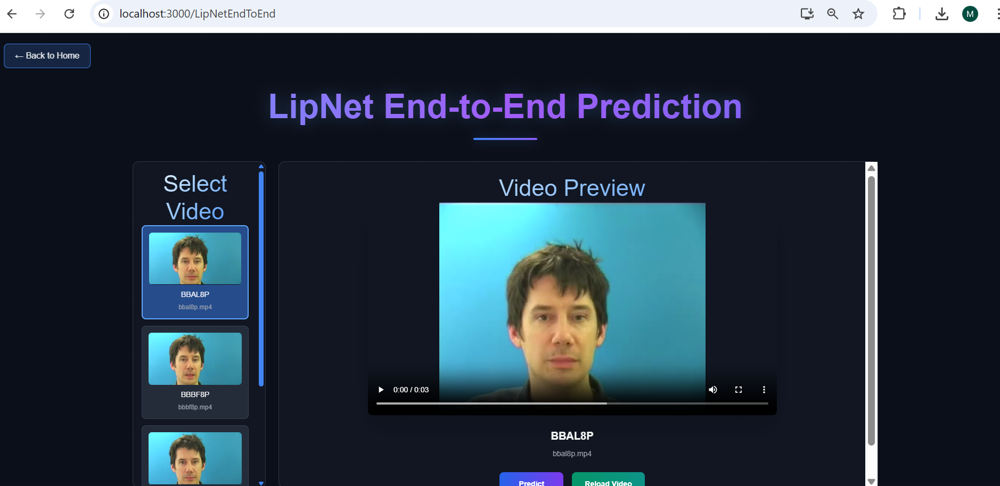 localhost:3000/LipNetEndToEnd
M
← Back to Home
LipNet End-to-End Prediction
Select
Video
BBAL8P
bbal8p.mp4
BBBF8P
bbbf8p.mp4
Video Preview
0:00 / 0:03
BBAL8P
bbal8p.mp4
Predict
Reload Video